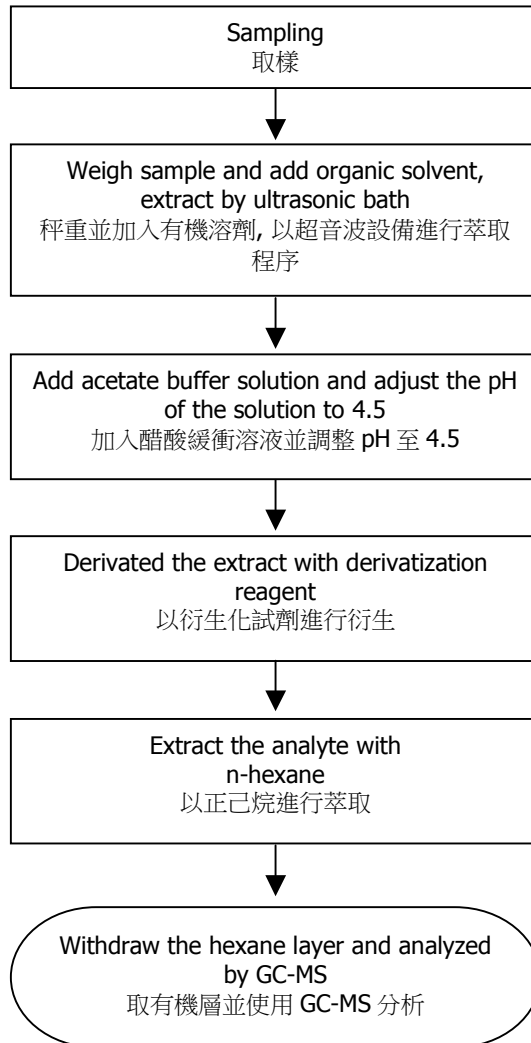 Sampling
取樣
Weigh sample and add organic solvent,
extract by ultrasonic bath
秤重並加入有機溶劑, 以超音波設備進行萃取
程序
Add acetate buffer solution and adjust the pH
of the solution to 4.5
加入醋酸緩衝溶液並調整 pH 至 4.5
Derivated the extract with derivatization
reagent
以衍生化試劑進行衍生
Extract the analyte with
n-hexane
以正己烷進行萃取
Withdraw the hexane layer and analyzed
by GC-MS
取有機層並使用 GC-MS 分析